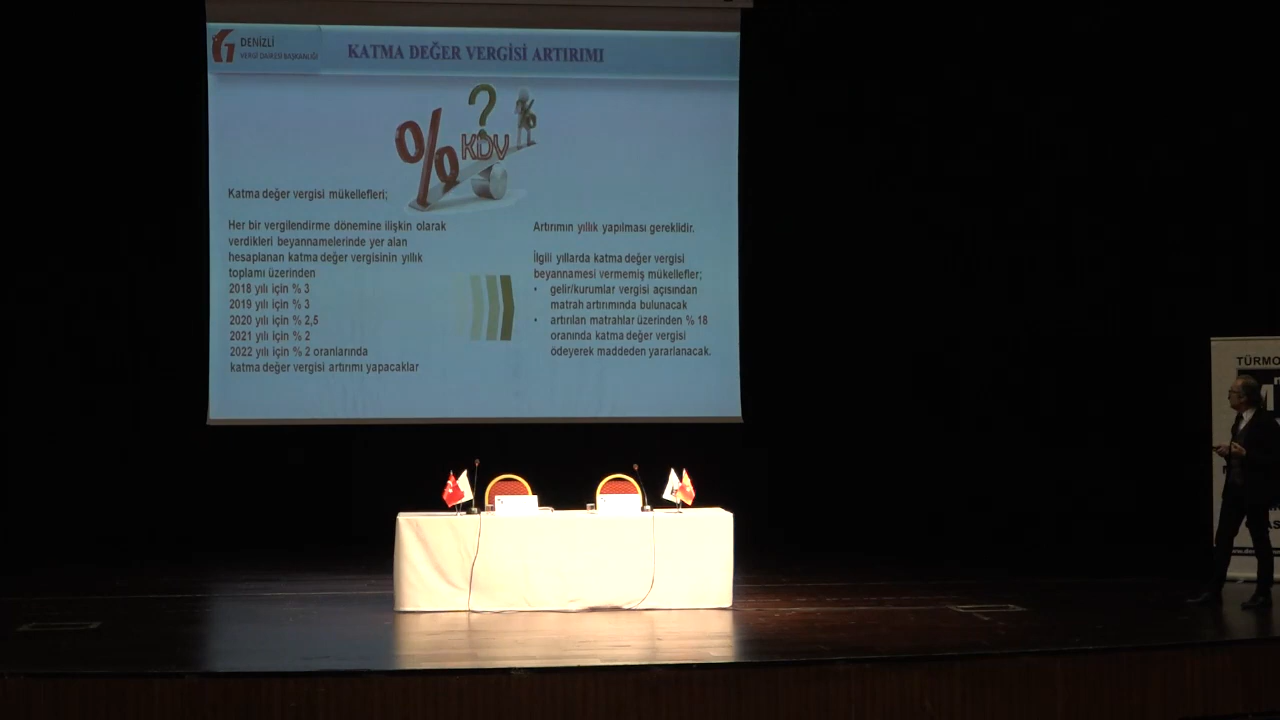 DENİZLİ
VERGİ DAİRESİ BAŞKANLIĞI
KATMA DEĞER VERGİSİ ARTIRIMI
%
?
KDV
%
Katma değer vergisi mükellefleri;
Her bir vergilendirme dönemine ilişkin olarak
verdikleri beyannamelerinde yer alan
hesaplanan katma değer vergisinin yıllık
toplamı üzerinden
2018 yılı için % 3
2019 yılı için % 3
2020 yılı için % 2,5
2021 yılı için % 2
2022 yılı için % 2 oranlarında
katma değer vergisi artırımı yapacaklar
Artırımın yıllık yapılması gereklidir.
İlgili yıllarda katma değer vergisi
beyannamesi vermemiş mükellefler;
• gelir/kurumlar vergisi açısından
matrah artırımında bulunacak
• artırılan matrahlar üzerinden % 18
oranında katma değer vergisi
ödeyerek maddeden yararlanacak.
TÜRMO